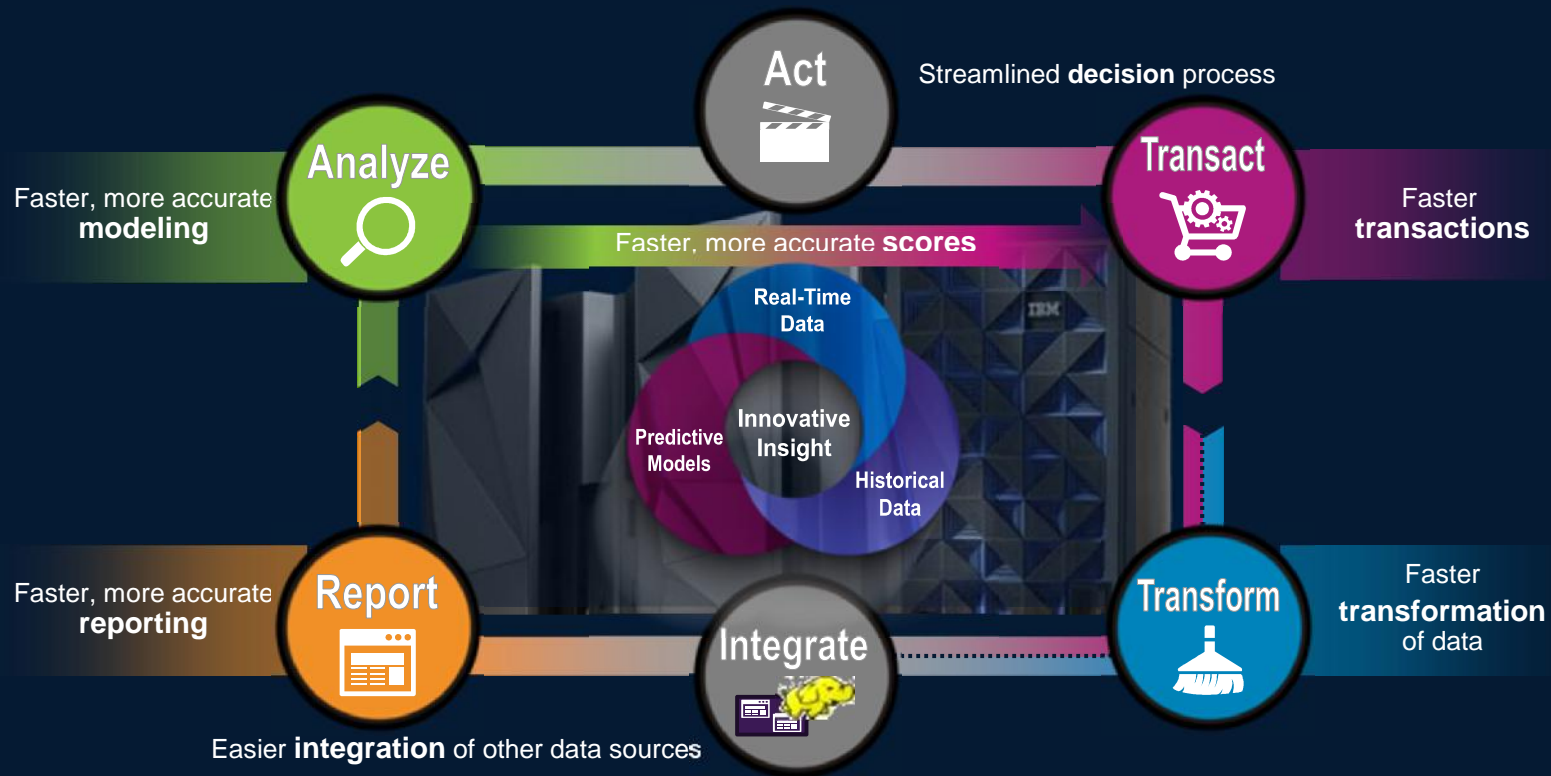 Act
Streamlined decision process
Analyze
Transact
Faster, more accurate
modeling
Faster
transactions
Faster, more accurate scores
Real-Time
Data
IBM
Innovative
Insight
Predictive
Models
Historical
Data
Report
Faster, more accurate
reporting
Integrate
Transform
Faster
transformation
of data
Easier integration of other data sources